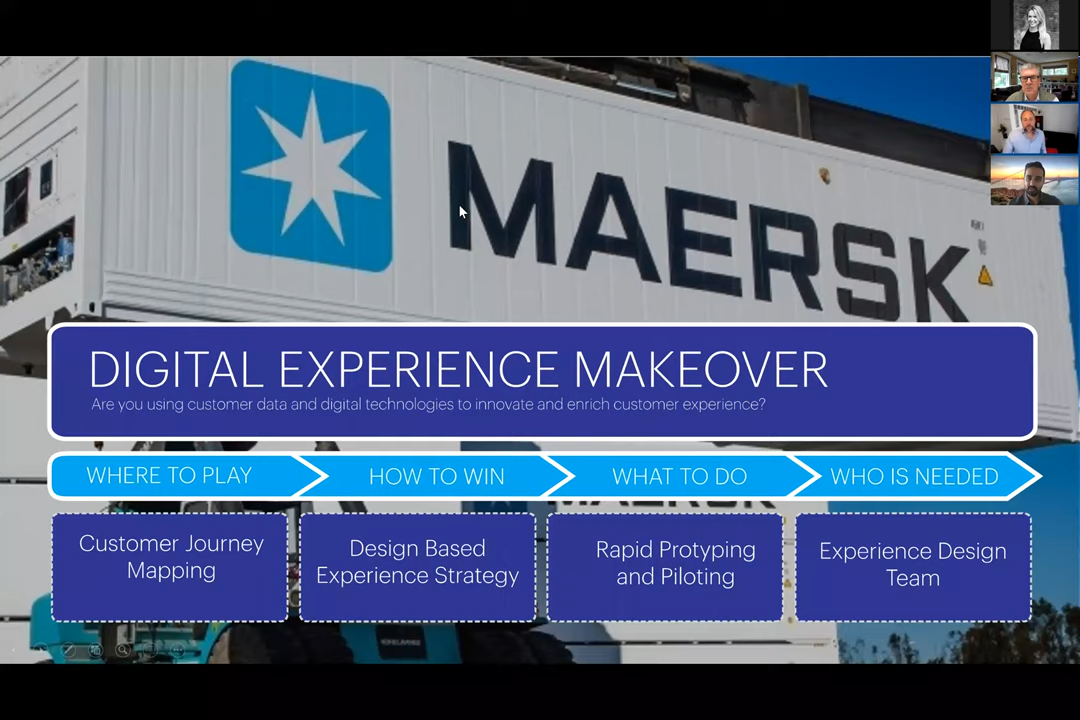 MAERSK
DIGITAL EXPERIENCE MAKEOVER
Are you using customer data and digital technologies to innovate and enrich customer experience?
WHERE TO PLAY
HOW TO WIN
WHAT TO DO
WHO IS NEEDED
Customer Journey
Mapping
Design Based
Experience Strategy
Rapid Protyping
and Piloting
Experience Design
Team